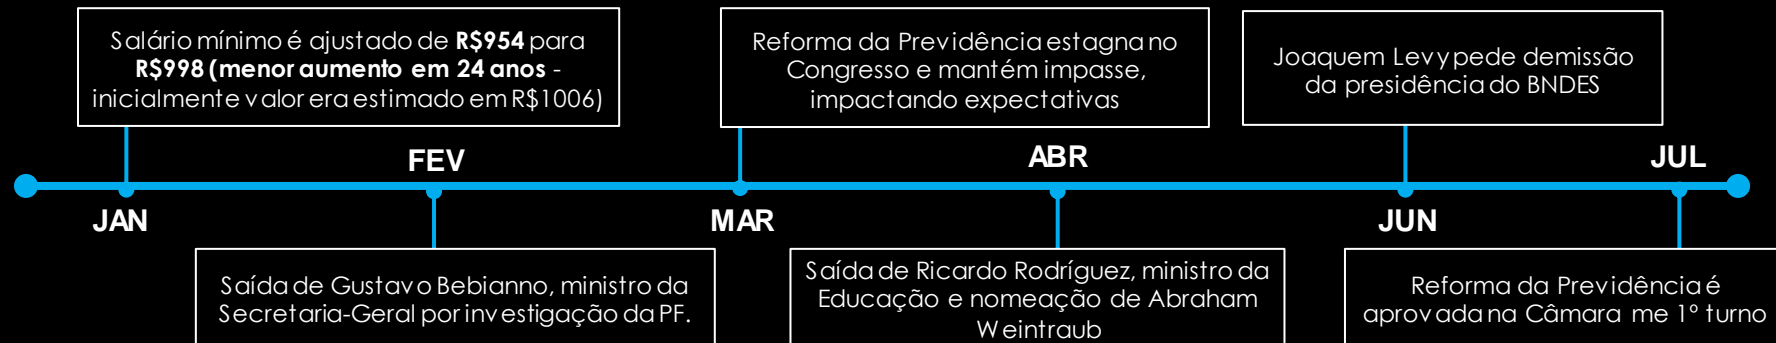 Salário mínimo é ajustado de R$954 para
R$998 (menor aumento em 24 anos -
inicialmente valor era estimado em R$1006)
Reforma da Previdência estagna no
Congresso e mantém impasse,
impactando expectativas
Joaquem Levy pede demissão
da presidência do BNDES
FEV
ABR
JUL
JAN
MAR
JUN
Saída de Gustavo Bebianno, ministro da
Secretaria-Geral por investigação da PF.
Saída de Ricardo Rodríguez, ministro da
Educação e nomeação de Abraham
Weintraub
Reforma da Previdência é
aprovada na Câmara me 1º turno